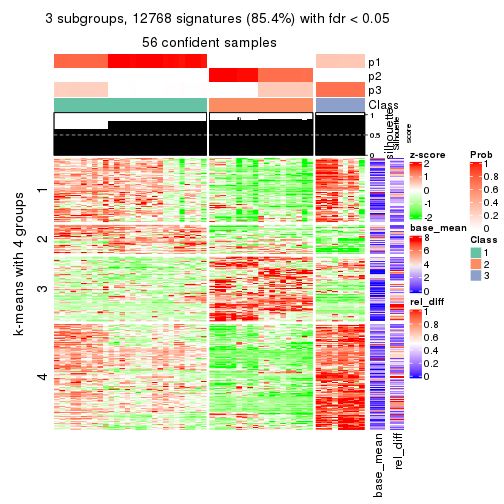 3 subgroups, 12768 signatures (85.4%) with fdr < 0.05
56 confident samples
p1
p2
p3
Class
1
0.5
0
silhouette
Silhouette
score
k-means with 4 groups
1
2
3
4
base_mean
rel_diff
z-score
2
1
0
-1
-2
base_mean
8
6
4
2
0
rel_diff
1
0.8
0.6
0.4
0.2
0
Prob
1
0.8
0.6
0.4
0.2
0
Class
1
2
3